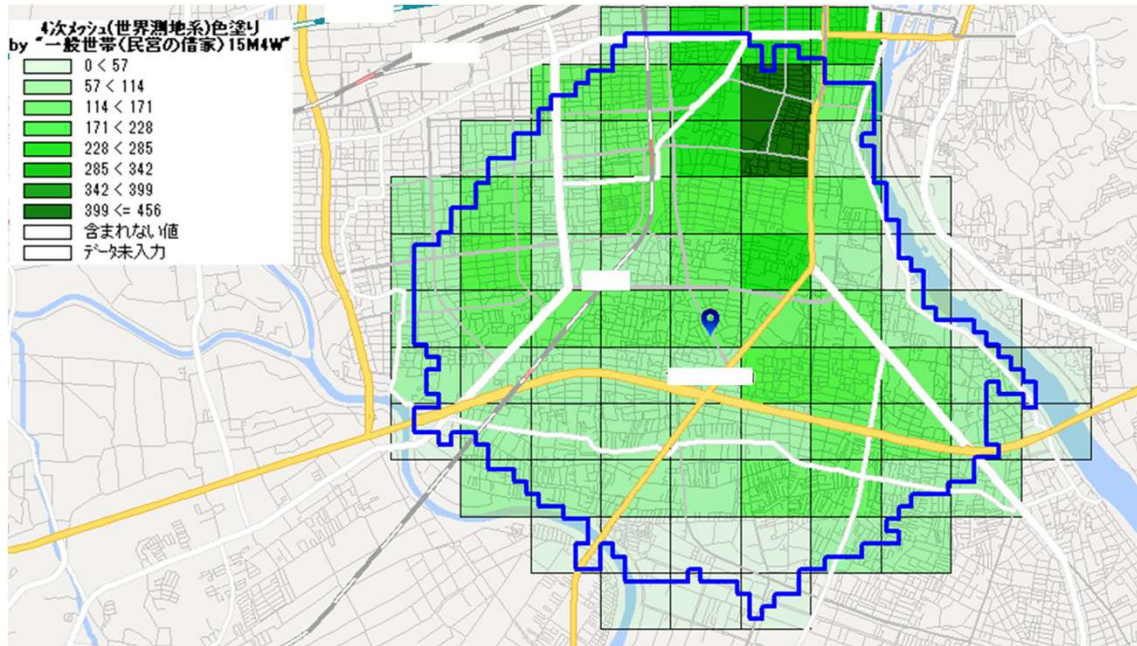 4次ﾒｯｼｭ(世界測地系)色塗り
by "一般世帯(民営の借家)15M4W"
0 < 57
57 < 114
114 < 171
171 < 228
228 < 285
285 < 342
342 < 399
399 <= 456
含まれない値
ﾃﾞｰﾀ未入力